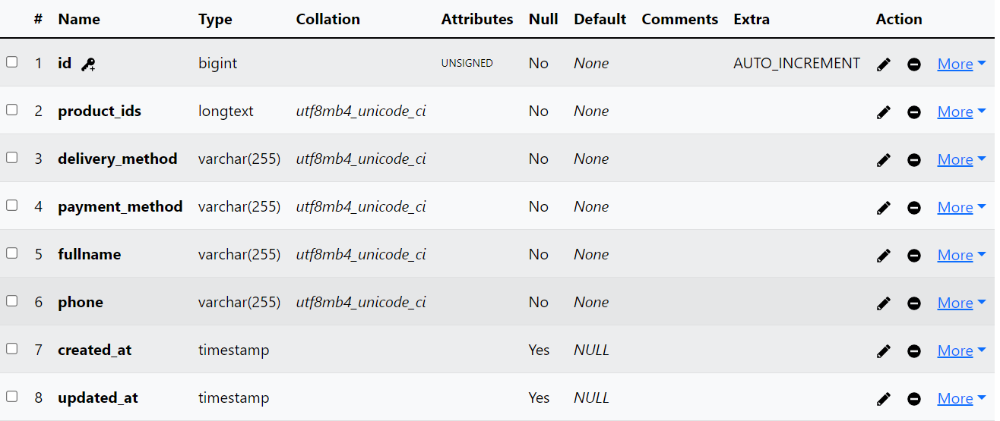 # Name Type Collation Attributes Null Default Comments Extra Action
1 id bigint UNSIGNED No None AUTO_INCREMENT More
2 product_ids longtext utf8mb4_unicode_ci No None More
3 delivery_method varchar(255) utf8mb4_unicode_ci No None More
4 payment_method varchar(255) utf8mb4_unicode_ci No None More
5 fullname varchar(255) utf8mb4_unicode_ci No None More
6 phone varchar(255) utf8mb4_unicode_ci No None More
7 created_at timestamp Yes NULL More
8 updated_at timestamp Yes NULL More